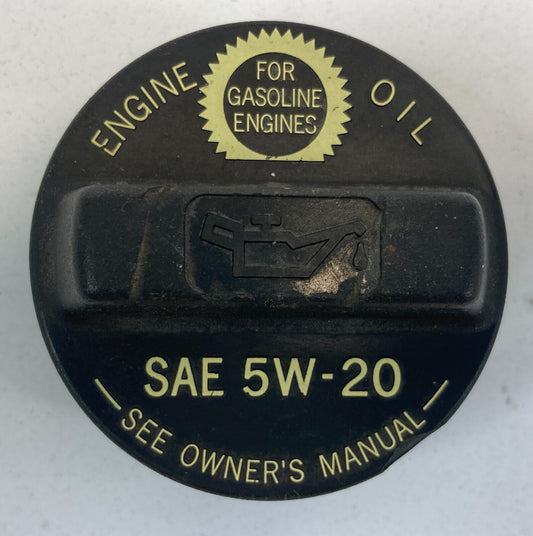 ENGINE OIL
FOR
GASOLINE
ENGINES
SAE 5W-20
—SEE OWNER'S MANUAL—